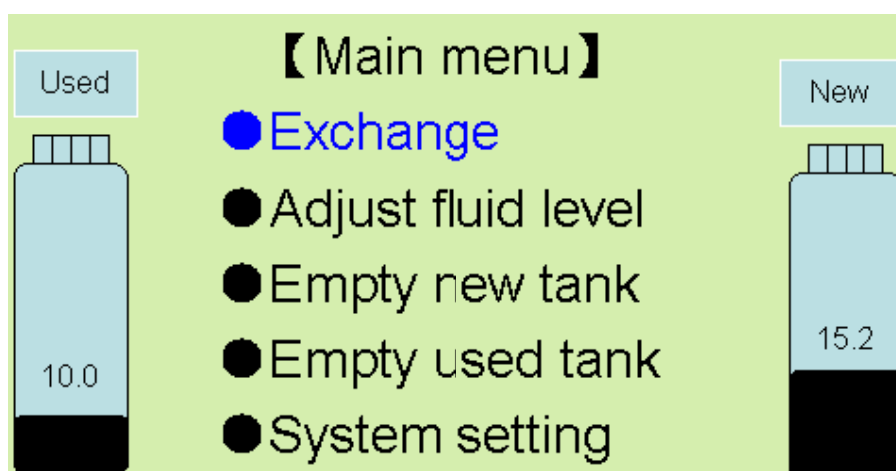 【Main menu】
Used
New
●Exchange
●Adjust fluid level
●Empty new tank
●Empty used tank
●System setting
10.0
15.2